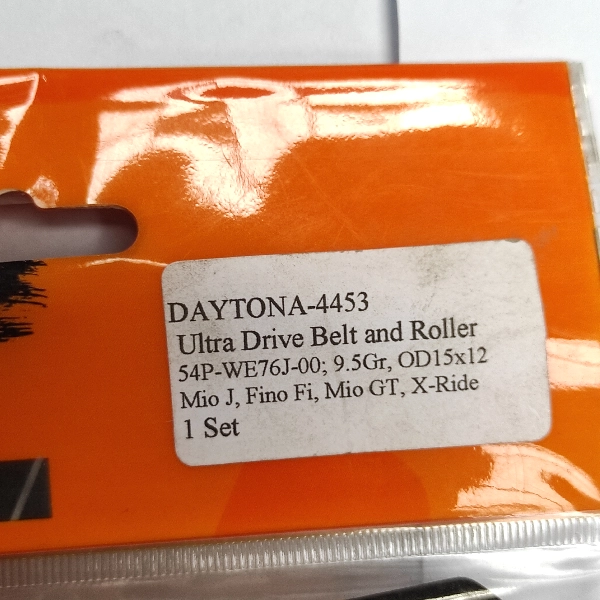 DAYTONA-4453
Ultra Drive Belt and Roller
54P-WE76J-00; 9.5Gr, OD15x12
Mio J, Fino Fi, Mio GT, X-Ride
1 Set